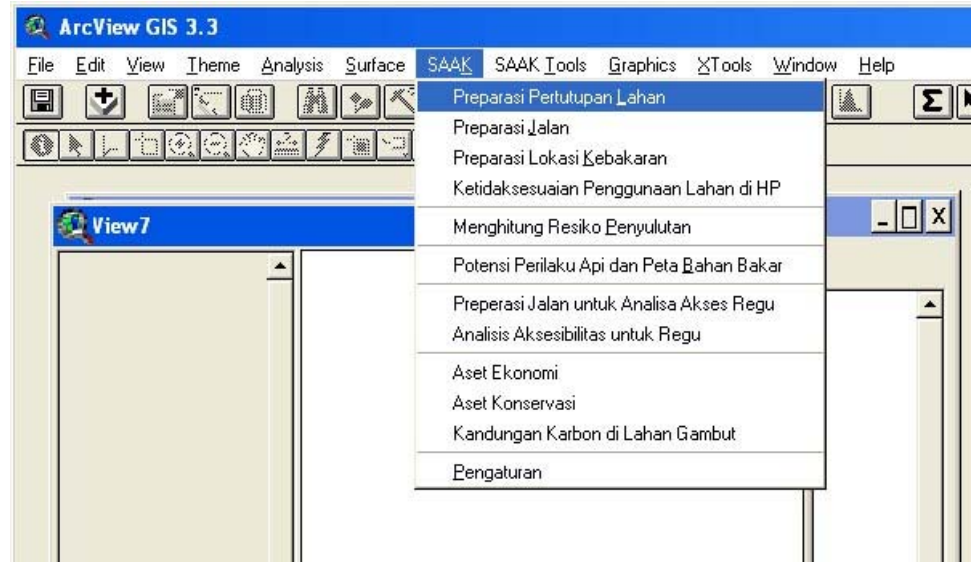 ArcView GIS 3.3
File Edit View Theme Analysis Surface SAAK SAAK Tools Graphics XTools Window Help
Preparasi Pertutupan Lahan
Preparasi Jalan
Preparasi Lokasi Kebakaran
Ketidaksesuaian Penggunaan Lahan di HP
Menghitung Resiko Penyulutan
Potensi Perilaku Api dan Peta Bahan Bakar
Preperasi Jalan untuk Analisa Akses Regu
Analisis Aksesibilitas untuk Regu
Aset Ekonomi
Aset Konservasi
Kandungan Karbon di Lahan Gambut
Pengaturan
View7